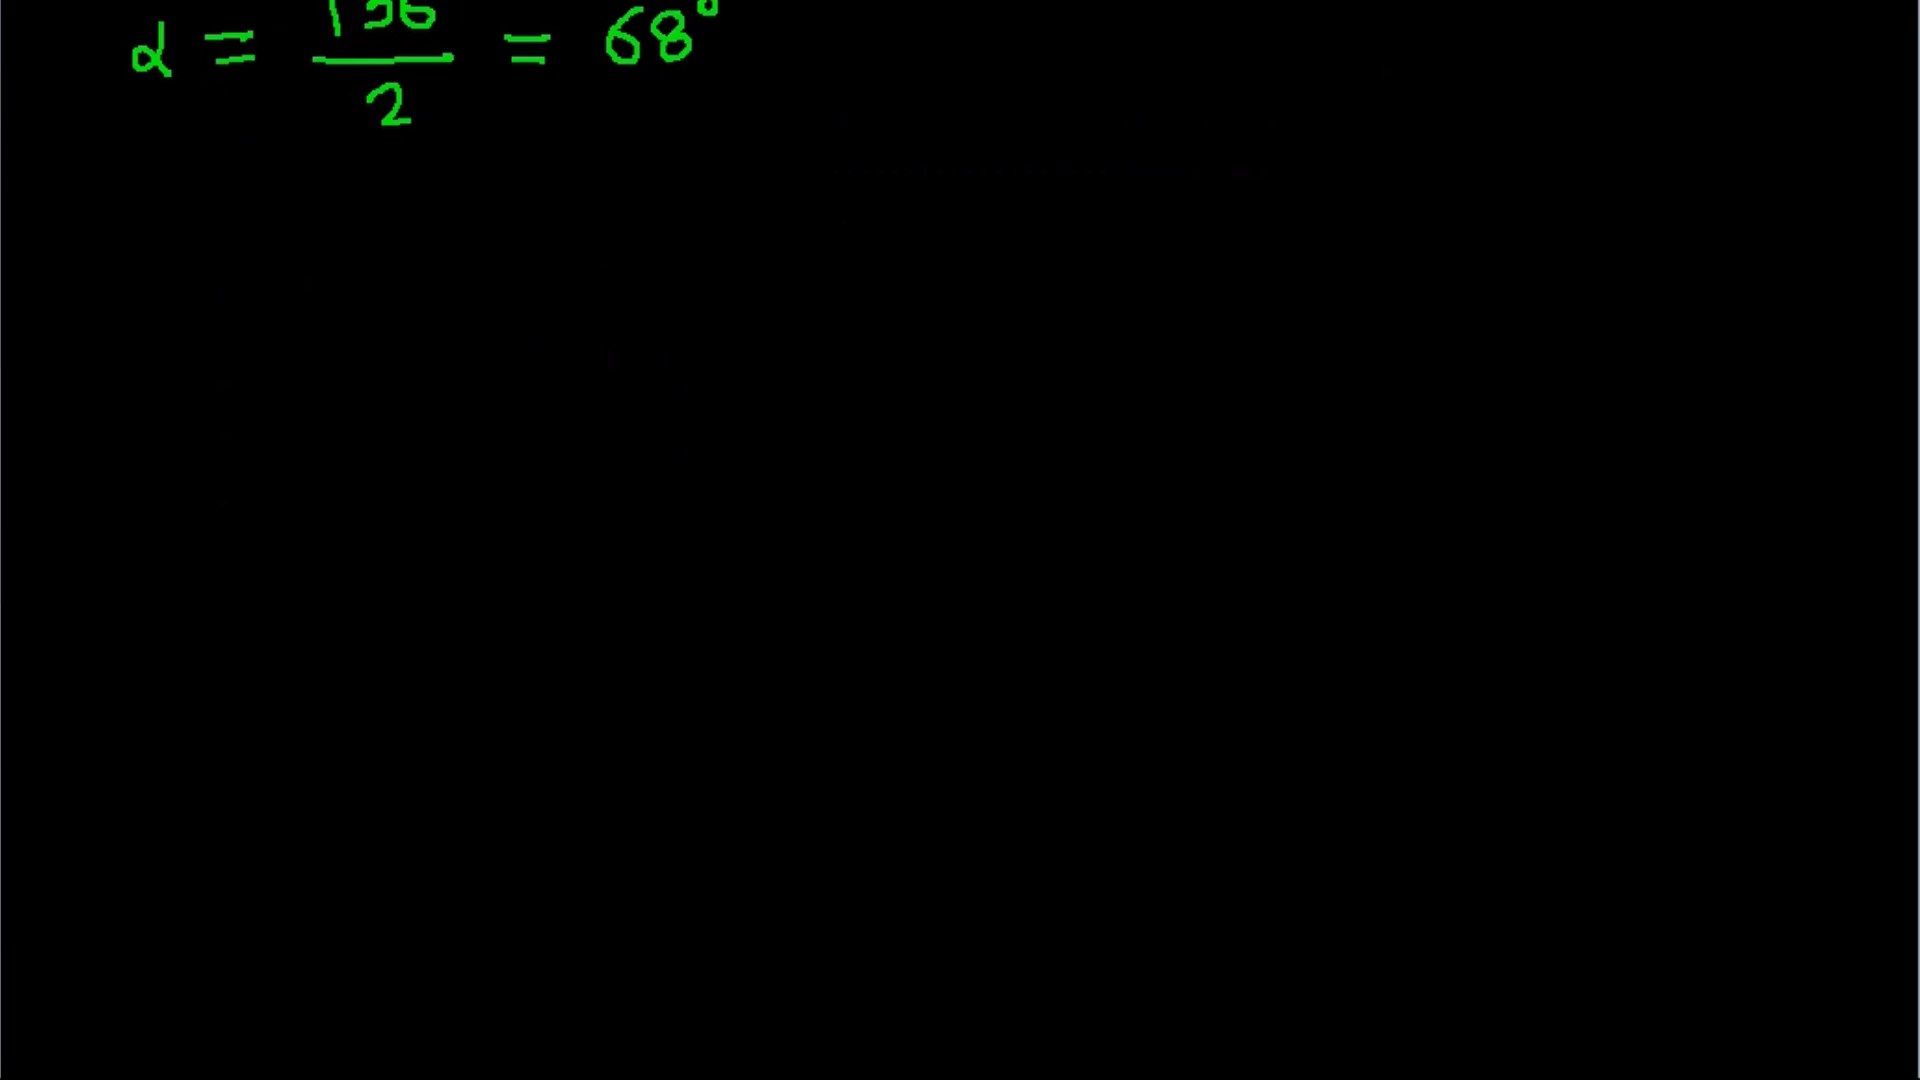 α = 136/2 = 68°